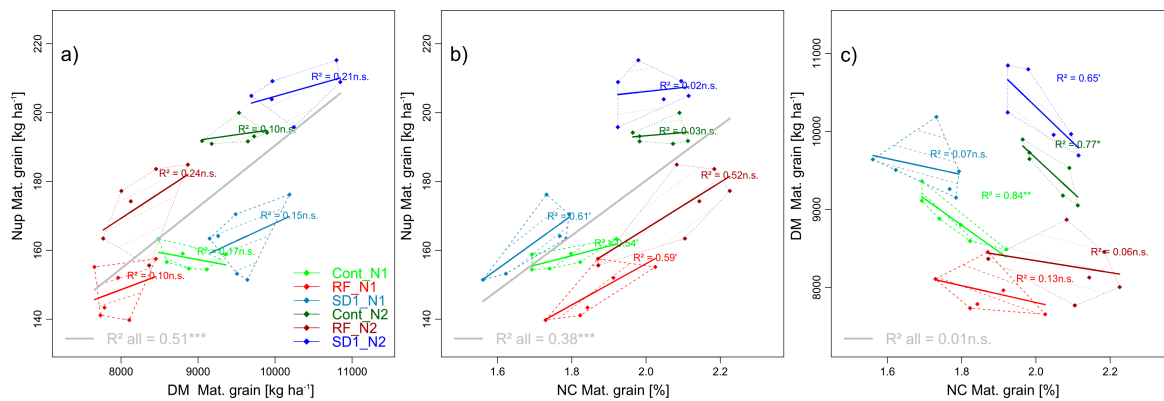 a)
Nup Mat. grain [kg ha⁻¹]
220
200
180
160
140
R² = 0.21n.s.
R² = 0.10n.s.
R² = 0.24n.s.
R² = 0.15n.s.
R² = 0.17n.s.
R² = 0.10n.s.
Cont_N1
RF_N1
SD1_N1
Cont_N2
RF_N2
SD1_N2
R² all = 0.51***
8000 9000 10000 11000
DM Mat. grain [kg ha⁻¹]
b)
Nup Mat. grain [kg ha⁻¹]
220
200
180
160
140
R² = 0.02n.s.
R² = 0.03n.s.
R² = 0.52n.s.
R² = 0.61'
R² = 0.54'
R² = 0.59'
R² all = 0.38***
1.6 1.8 2.0 2.2
NC Mat. grain [%]
c)
DM Mat. grain [kg ha⁻¹]
11000
10000
9000
8000
R² = 0.65'
R² = 0.77*
R² = 0.07n.s.
R² = 0.84**
R² = 0.06n.s.
R² = 0.13n.s.
R² all = 0.01n.s.
1.6 1.8 2.0 2.2
NC Mat. grain [%]